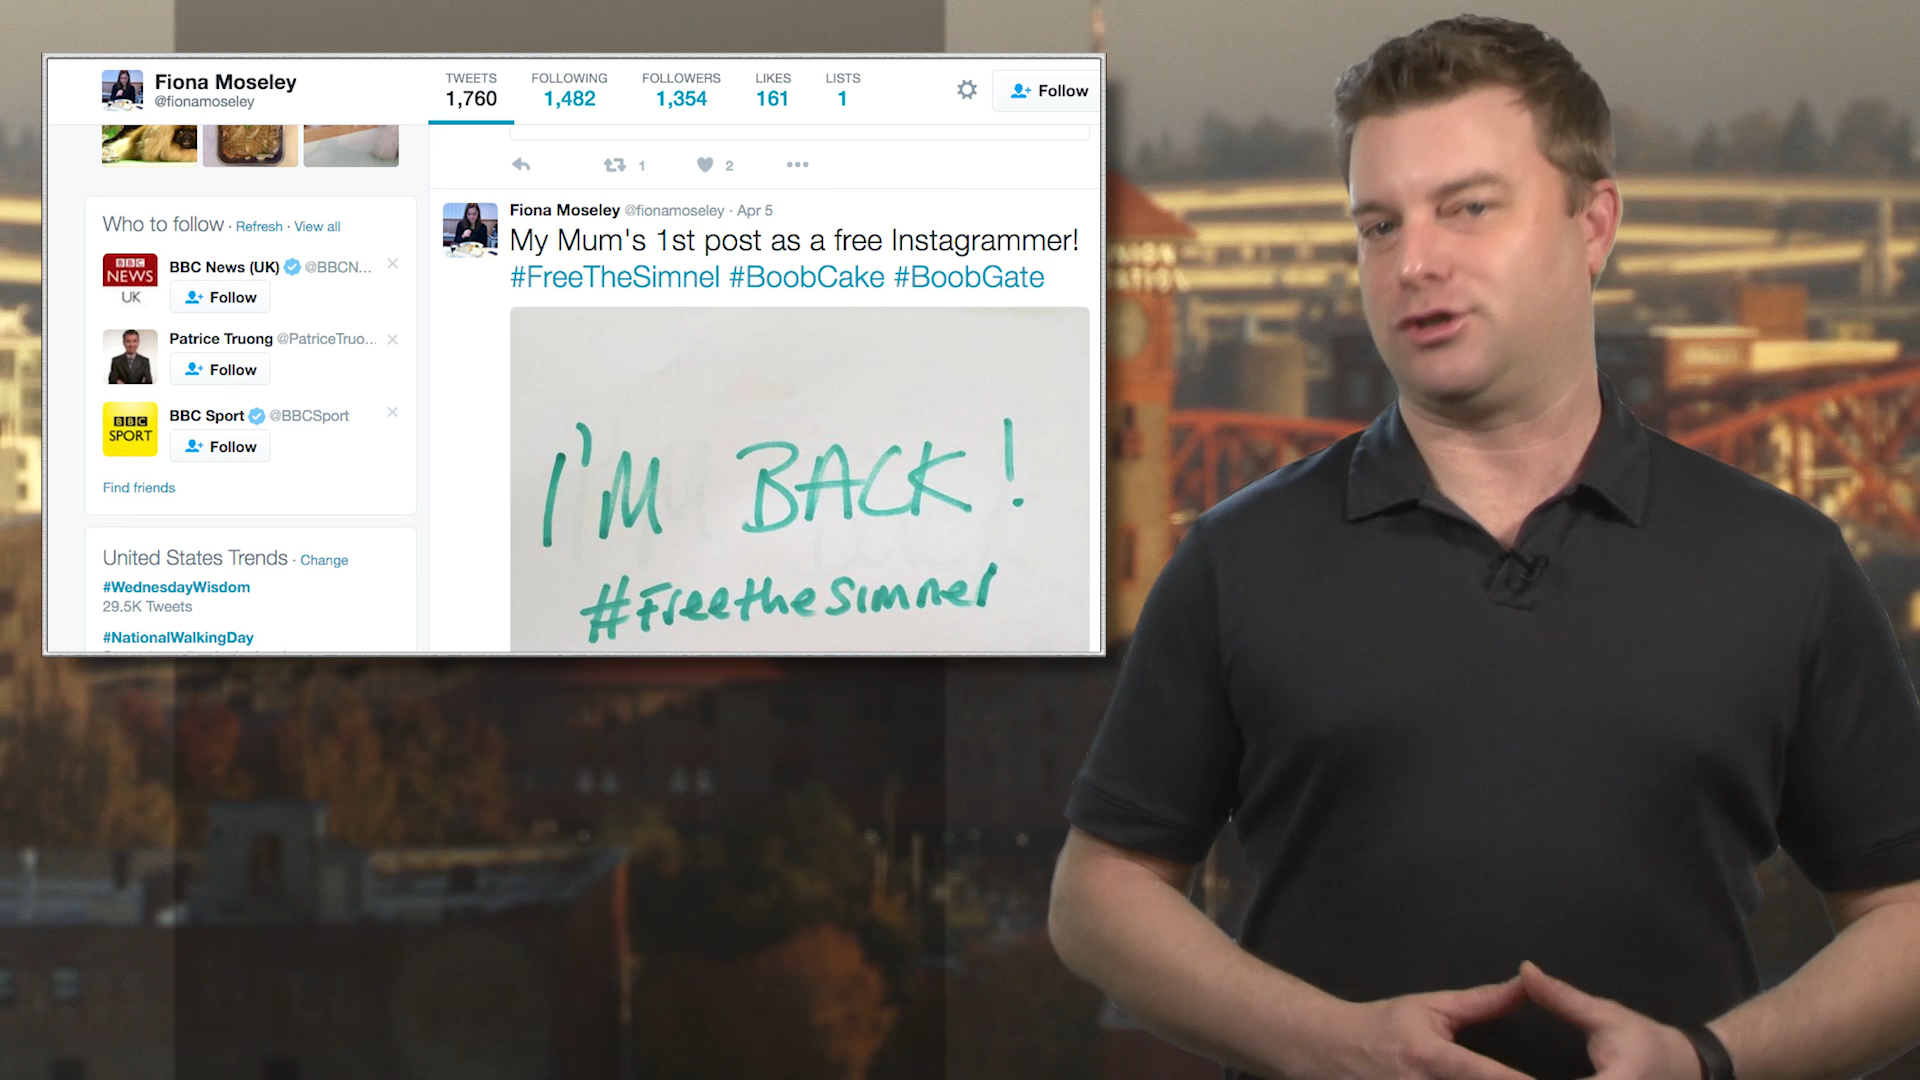 Fiona Moseley
@fionamoseley
TWEETS
1,760
FOLLOWING
1,482
FOLLOWERS
1,354
LIKES
161
LISTS
1
Follow
Who to follow · Refresh · View all
BBC NEWS UK
BBC News (UK) @BBCN...
Follow
Patrice Truong @PatriceTruo...
Follow
BBC SPORT
BBC Sport @BBCSport
Follow
Find friends
United States Trends · Change
#WednesdayWisdom
29.5K Tweets
#NationalWalkingDay
1
2
Fiona Moseley @fionamoseley · Apr 5
My Mum's 1st post as a free Instagrammer!
#FreeTheSimnel #BoobCake #BoobGate
I'M BACK!
#FreetheSimnel